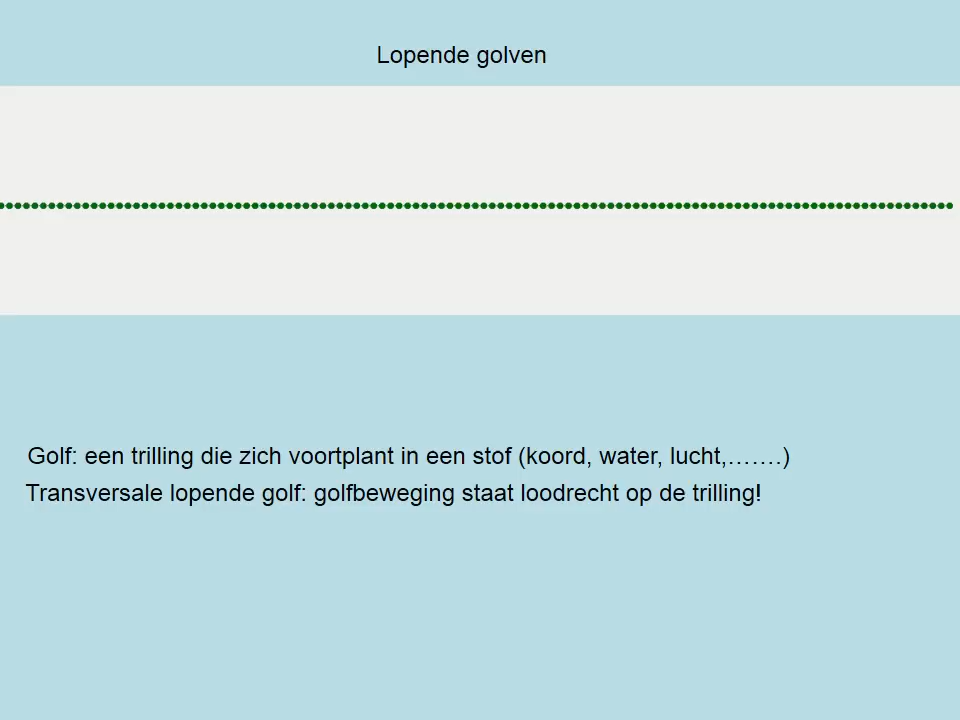 Lopende golven
Golf: een trilling die zich voortplant in een stof (koord, water, lucht,…….)
Transversale lopende golf: golfbeweging staat loodrecht op de trilling!